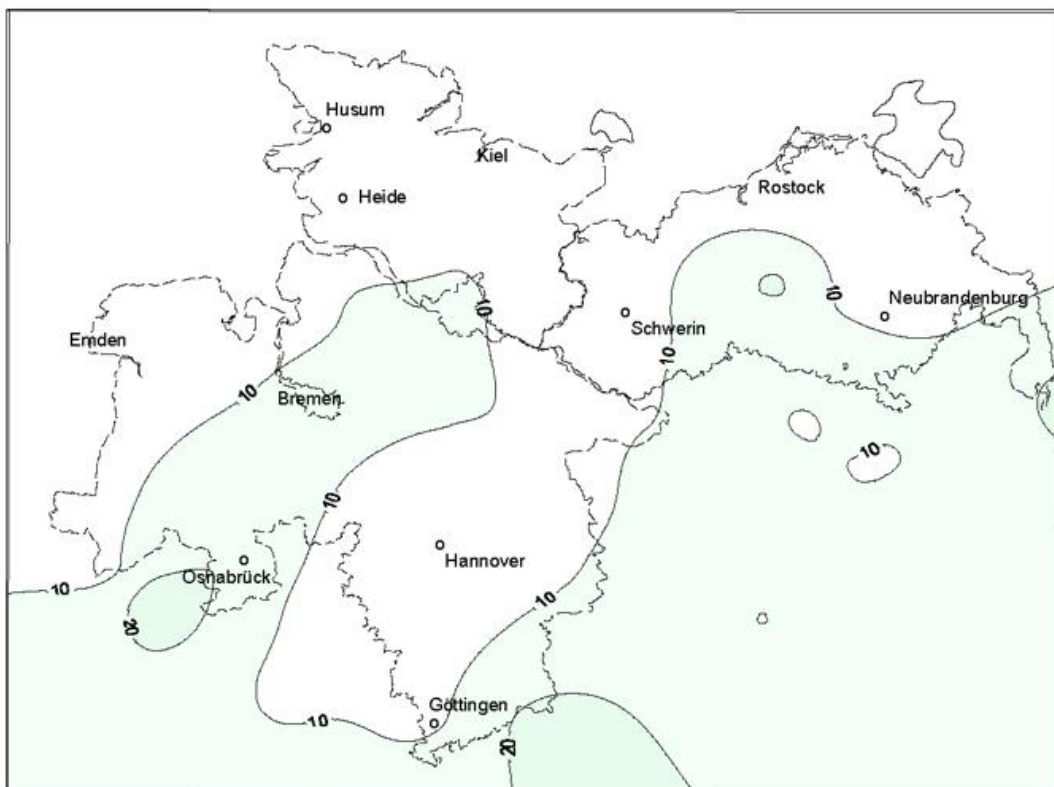 Husum
Kiel
Heide
Rostock
10
10
Neubrandenburg
Schwerin
Emden
10
10
Bremen
10
10
Hannover
Osnabrück
10
10
20
Göttingen
10
20